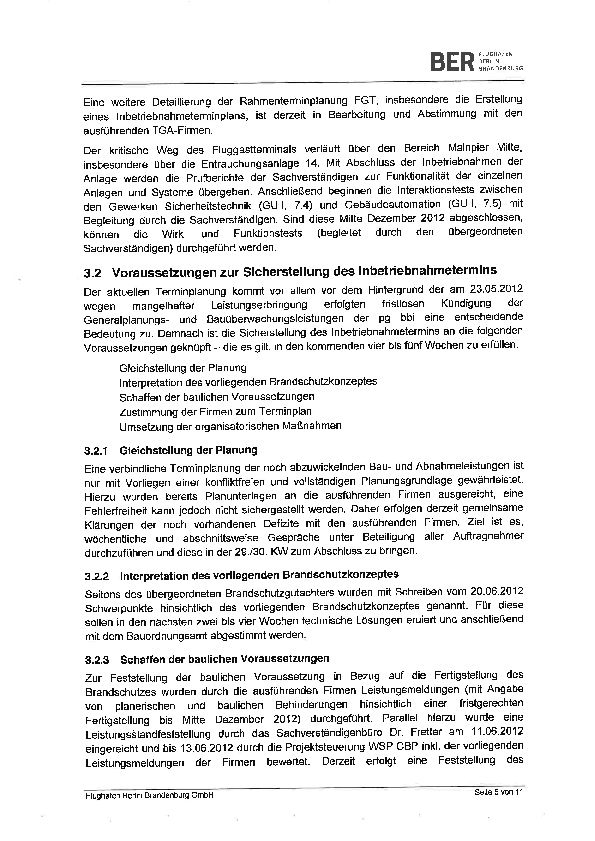 BER FLUGHAFEN
BERLIN
BRANDENBURG
Eine weitere Detaillierung der Rahmenterminplanung FGT, insbesondere die Erstellung
eines Inbetriebnahmeterminplans, ist derzeit in Bearbeitung und Abstimmung mit den
ausführenden TGA-Firmen.
Der kritische Weg des Fluggastterminals verläuft über den Bereich Mainpier Mitte,
insbesondere über die Entrauchungsanlage 14. Mit Abschluss der Inbetriebnahmen der
Anlage werden die Prüfberichte der Sachverständigen zur Funktionalität der einzelnen
Anlagen und Systeme übergeben. Anschließend beginnen die Interaktionstests zwischen
den Gewerken Sicherheitstechnik (GU I, 7.4) und Gebäudeautomation (GU I, 7.5) mit
Begleitung durch die Sachverständigen. Sind diese Mitte Dezember 2012 abgeschlossen,
können die Wirk und Funktionstests (begleitet durch den übergeordneten
Sachverständigen) durchgeführt werden.
3.2 Voraussetzungen zur Sicherstellung des Inbetriebnahmetermins
Der aktuellen Terminplanung kommt vor allem vor dem Hintergrund der am 23.05.2012
wegen mangelhafter Leistungserbringung erfolgten fristlosen Kündigung der
Generalplanungs- und Bauüberwachungsleistungen der pg bbi eine entscheidende
Bedeutung zu. Demnach ist die Sicherstellung des Inbetriebnahmetermins an die folgenden
Voraussetzungen geknüpft – die es gilt, in den kommenden vier bis fünf Wochen zu erfüllen.
Gleichstellung der Planung
Interpretation des vorliegenden Brandschutzkonzeptes
Schaffen der baulichen Voraussetzungen
Zustimmung der Firmen zum Terminplan
Umsetzung der organisatorischen Maßnahmen
3.2.1 Gleichstellung der Planung
Eine verbindliche Terminplanung der noch abzuwickelnden Bau- und Abnahmeleistungen ist
nur mit Vorliegen einer konfliktfreien und vollständigen Planungsgrundlage gewährleistet.
Hierzu wurden bereits Planunterlagen an die ausführenden Firmen ausgereicht, eine
Fehlerfreiheit kann jedoch nicht sichergestellt werden. Daher erfolgen derzeit gemeinsame
Klärungen der noch vorhandenen Defizite mit den ausführenden Firmen. Ziel ist es,
wöchentliche und abschnittsweise Gespräche unter Beteiligung aller Auftragnehmer
durchzuführen und diese in der 29./30. KW zum Abschluss zu bringen.
3.2.2 Interpretation des vorliegenden Brandschutzkonzeptes
Seitens des übergeordneten Brandschutzgutachters wurden mit Schreiben vom 20.06.2012
Schwerpunkte hinsichtlich des vorliegenden Brandschutzkonzeptes genannt. Für diese
sollen in den nächsten zwei bis vier Wochen technische Lösungen eruiert und anschließend
mit dem Bauordnungsamt abgestimmt werden.
3.2.3 Schaffen der baulichen Voraussetzungen
Zur Feststellung der baulichen Voraussetzung in Bezug auf die Fertigstellung des
Brandschutzes wurden durch die ausführenden Firmen Leistungsmeldungen (mit Angabe
von planerischen und baulichen Behinderungen hinsichtlich einer fristgerechten
Fertigstellung bis Mitte Dezember 2012) durchgeführt. Parallel hierzu wurde eine
Leistungsstandfeststellung durch das Sachverständigenbüro Dr. Fretter am 11.06.2012
eingereicht und bis 13.06.2012 durch die Projektsteuerung WSP CBP inkl. der vorliegenden
Leistungsmeldungen der Firmen bewertet. Derzeit erfolgt eine Feststellung des
Flughafen Berlin Brandenburg GmbH
Seite 5 von 11